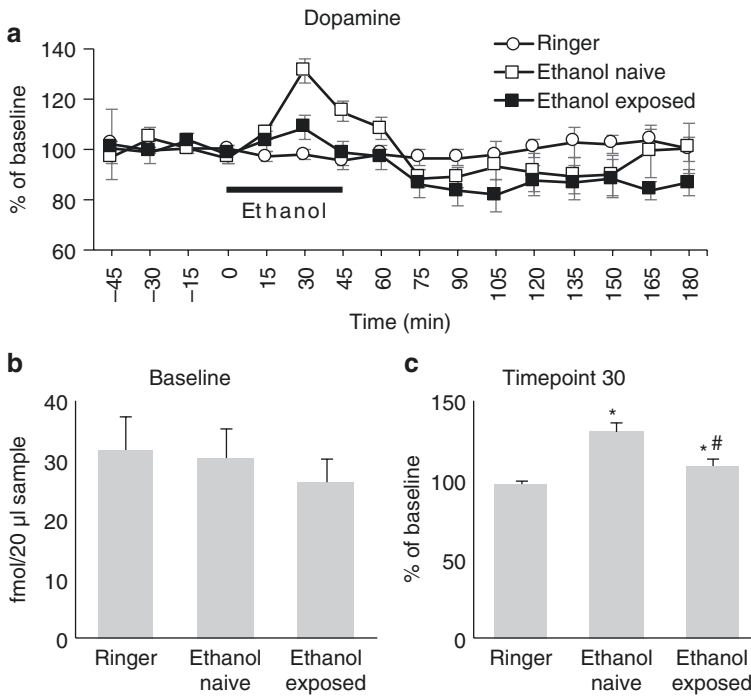 Dopamine
a
140
120
100
80
60
% of baseline
Ringer
Ethanol naive
Ethanol exposed
Ethanol
–45
–30
–15
0
15
30
45
60
75
90
105
120
135
150
165
180
Time (min)
b
Baseline
40
30
20
10
0
fmol/20 µl sample
Ringer
Ethanol naive
Ethanol exposed
c
Timepoint 30
150
100
50
0
% of baseline
*
* #
Ringer
Ethanol naive
Ethanol exposed